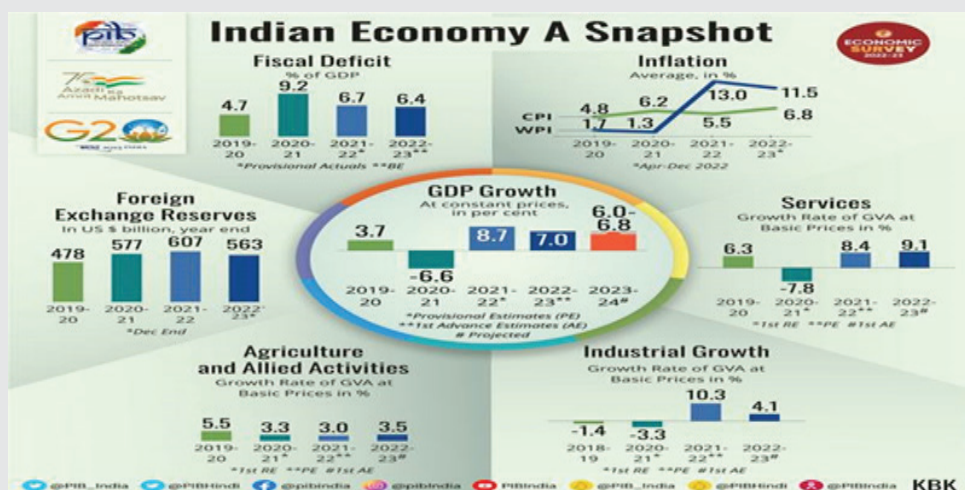 Indian Economy A Snapshot
pib
75
Azadi Ka
Amrit Mahotsav
G20
ECONOMIC
SURVEY
2022-23
Fiscal Deficit
% of GDP
4.7 9.2 6.7 6.4
2019-20 2020-21 2021-22* 2022-23**
*Provisional Actuals **BE
Inflation
Average, in %
CPI 4.8 6.2 5.5 6.8
WPI 1.7 1.3 13.0 11.5
2019-20 2020-21 2021-22 2022-23*
*Apr-Dec 2022
Foreign
Exchange Reserves
In US $ billion, year end
478 577 607 563
2019-20 2020-21 2021-22 2022-23*
*Dec End
GDP Growth
At constant prices,
in per cent
3.7 -6.6 8.7 7.0 6.0-6.8
2019-20 2020-21 2021-22* 2022-23** 2023-24#
*Provisional Estimates (PE)
**1st Advance Estimates (AE)
# Projected
Services
Growth Rate of GVA at
Basic Prices in %
6.3 -7.8 8.4 9.1
2019-20 2020-21* 2021-22** 2022-23#
*1st RE **PE #1st AE
Agriculture
and Allied Activities
Growth Rate of GVA at
Basic Prices in %
5.5 3.3 3.0 3.5
2019-20 2020-21* 2021-22** 2022-23#
*1st RE **PE #1st AE
Industrial Growth
Growth Rate of GVA at
Basic Prices in %
-1.4 -3.3 10.3 4.1
2018-19 2020-21* 2021-22** 2022-23#
*1st RE **PE #1st AE
@PIB_India @PIBHindi @pibindia @pibindia PIBIndia @PIB_India @PIBHindi @PIBIndia KBK